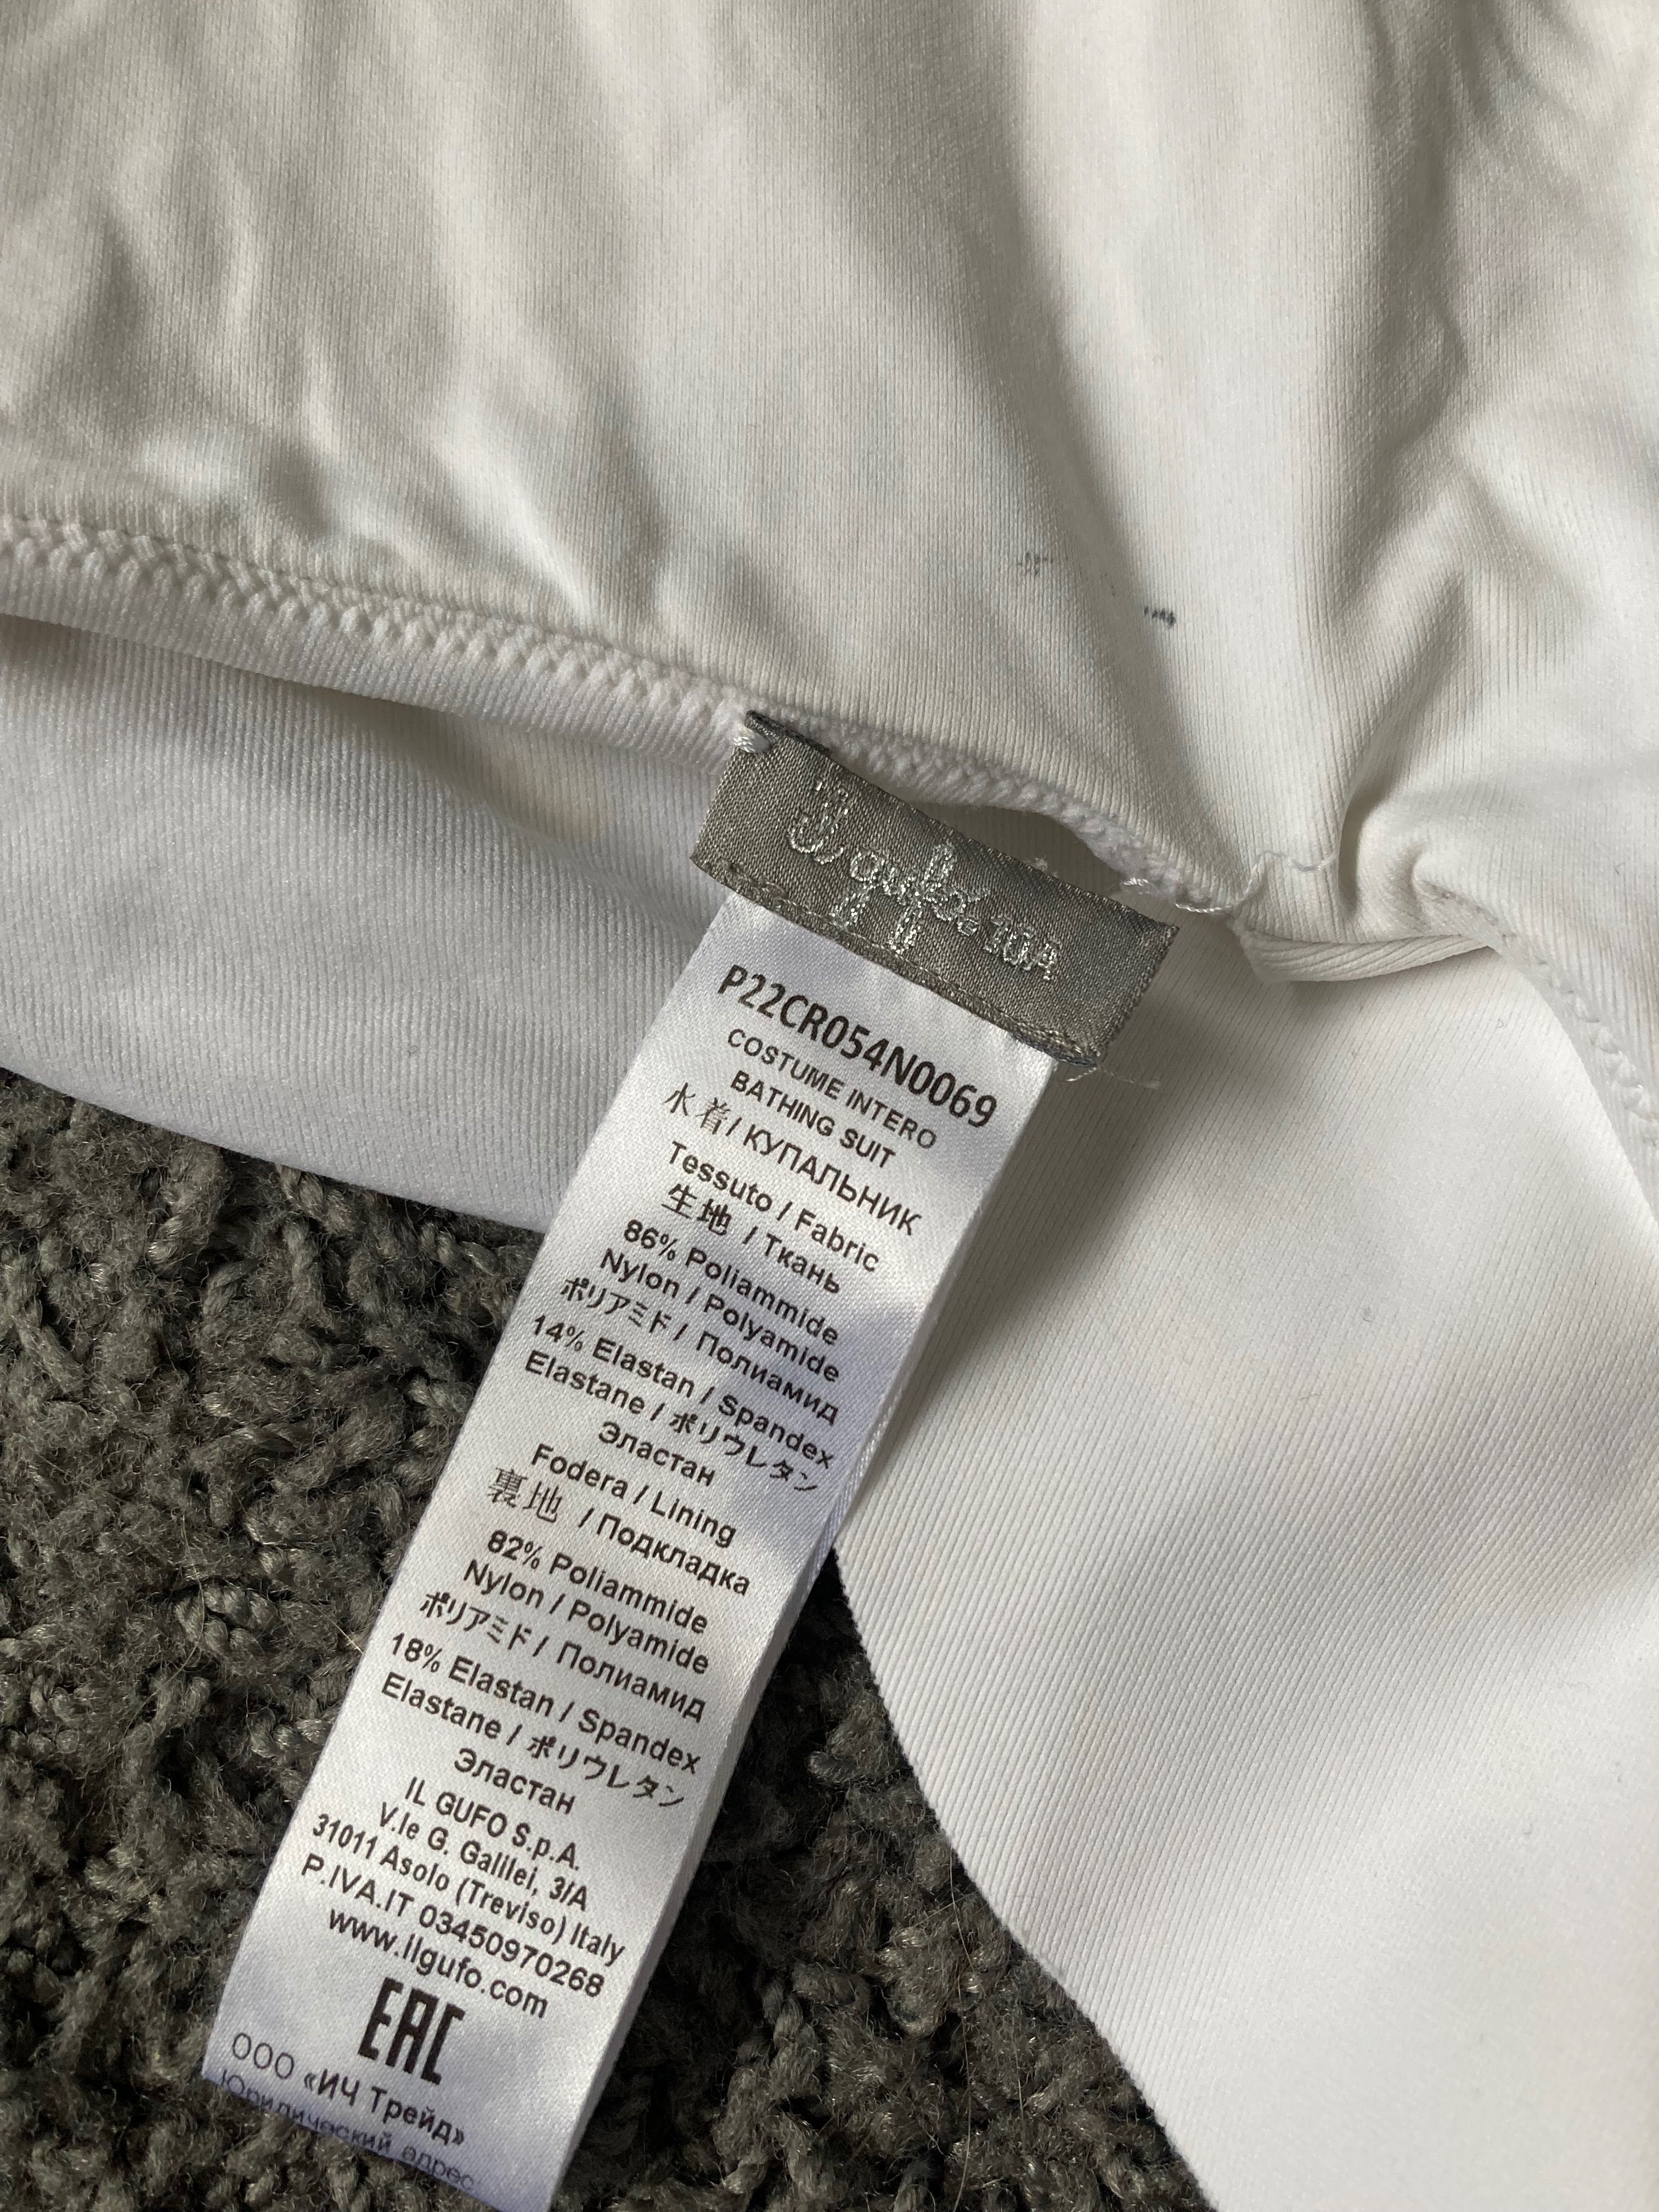 Il gufo 10A
P22CR054N0069
COSTUME INTERO
BATHING SUIT
水着/ КУПАЛЬНИК
Tessuto / Fabric
生地 / Ткань
86% Poliammide
Nylon / Polyamide
ポリアミド / Полиамид
14% Elastan / Spandex
Elastane / ポリウレタン
Эластан
Fodera / Lining
裏地 / Подкладка
82% Poliammide
Nylon / Polyamide
ポリアミド / Полиамид
18% Elastan / Spandex
Elastane / ポリウレタン
Эластан
IL GUFO S.p.A.
V.le G. Galilei, 3/A
31011 Asolo (Treviso) Italy
P.IVA.IT 03450970268
www.ilgufo.com
EAC
ООО «ИЧ Трейд»
Юридический адрес